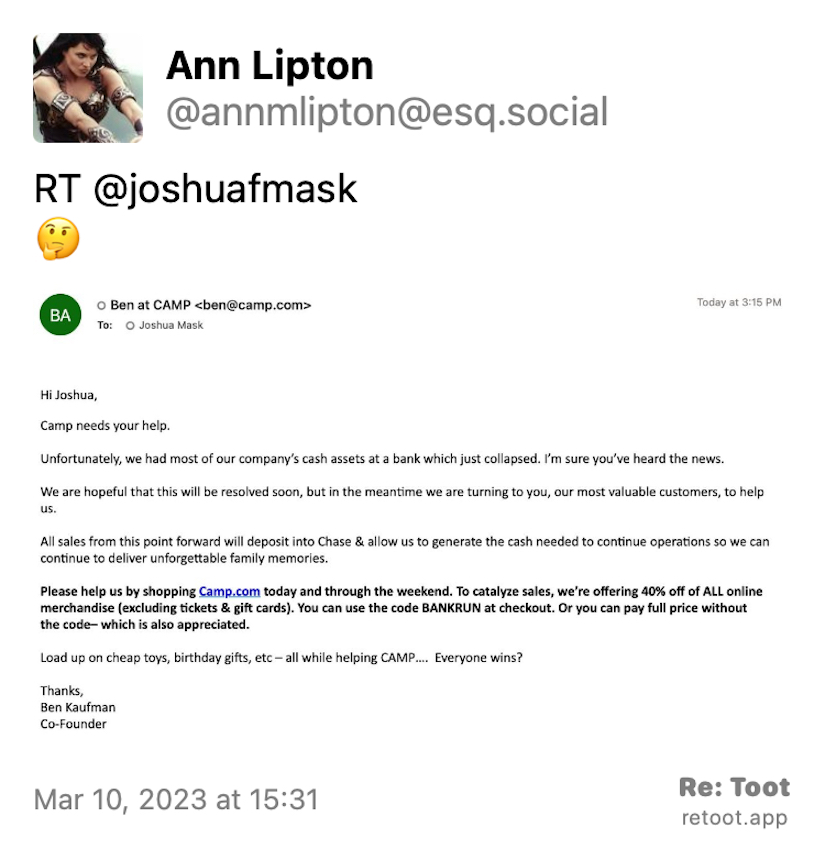 Ann Lipton
@annmlipton@esq.social
RT @joshuafmask
🤔
BA
Ben at CAMP <ben@camp.com>
Today at 3:15 PM
To: Joshua Mask
Hi Joshua,
Camp needs your help.
Unfortunately, we had most of our company's cash assets at a bank which just collapsed. I'm sure you've heard the news.
We are hopeful that this will be resolved soon, but in the meantime we are turning to you, our most valuable customers, to help
us.
All sales from this point forward will deposit into Chase & allow us to generate the cash needed to continue operations so we can
continue to deliver unforgettable family memories.
Please help us by shopping Camp.com today and through the weekend. To catalyze sales, we're offering 40% off of ALL online
merchandise (excluding tickets & gift cards). You can use the code BANKRUN at checkout. Or you can pay full price without
the code– which is also appreciated.
Load up on cheap toys, birthday gifts, etc – all while helping CAMP.... Everyone wins?
Thanks,
Ben Kaufman
Co-Founder
Mar 10, 2023 at 15:31
Re: Toot
retoot.app